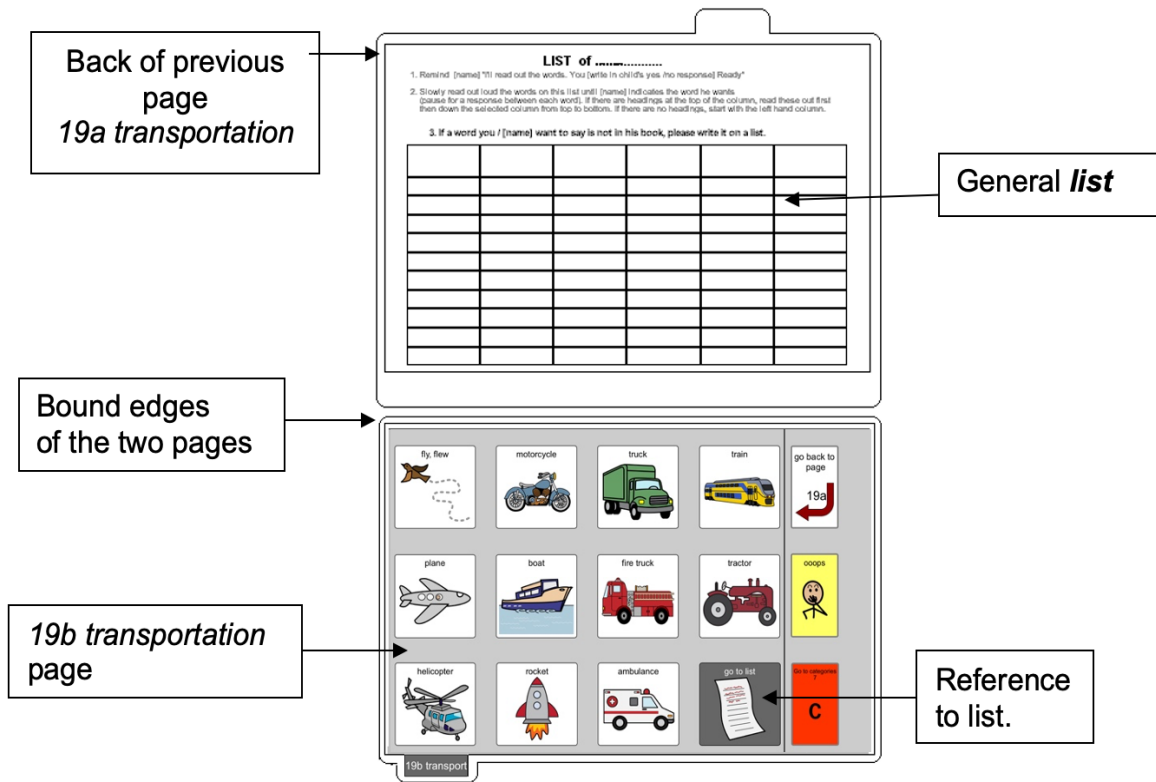 Back of previous
page
19a transportation
LIST of ...................
1. Remind [name] "I'll read out the words. You [write in child's yes /no response] Ready"
2. Slowly read out loud the words on this list until [name] indicates the word he wants
(pause for a response between each word). If there are headings at the top of the column, read these out first
then down the selected column from top to bottom. If there are no headings, start with the left hand column.
3. If a word you / [name] want to say is not in his book, please write it on a list.
General list
Bound edges
of the two pages
fly, flew
motorcycle
truck
train
go back to
page
19a
plane
boat
fire truck
tractor
ooops
19b transportation
page
helicopter
rocket
ambulance
go to list
Go to categories
7
C
Reference
to list.
19b transport